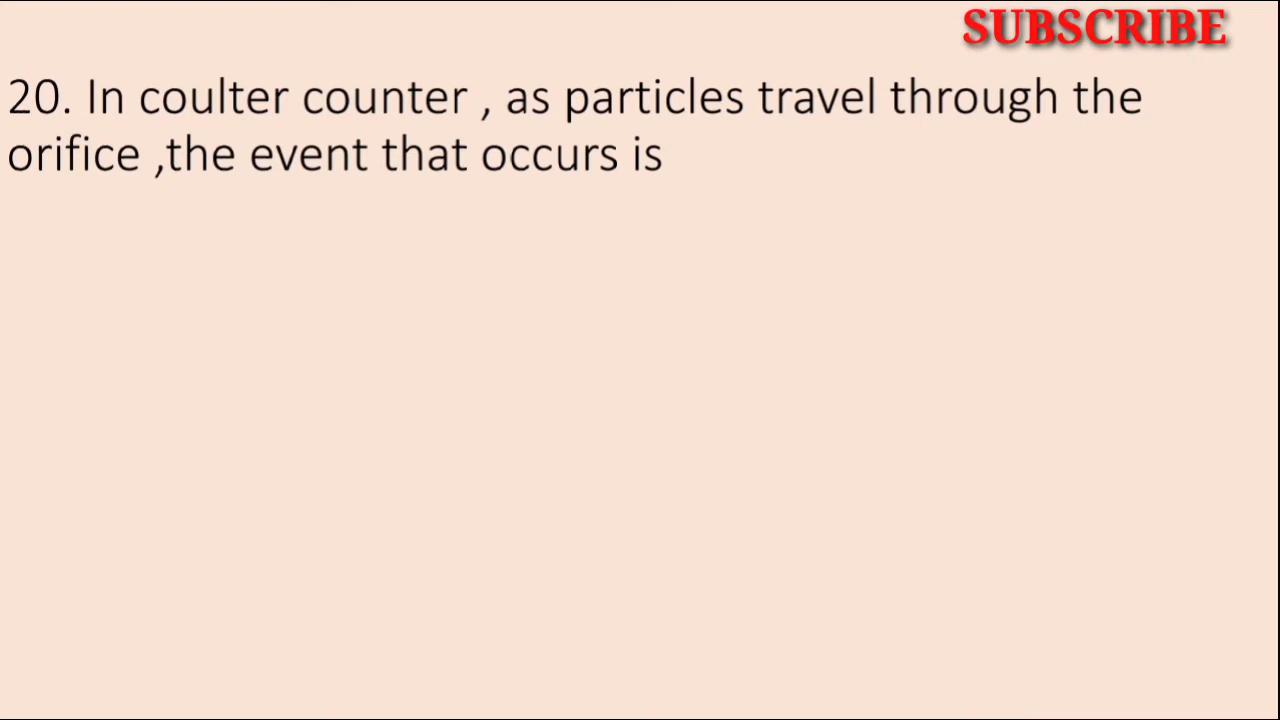 SUBSCRIBE
20. In coulter counter , as particles travel through the
orifice ,the event that occurs is